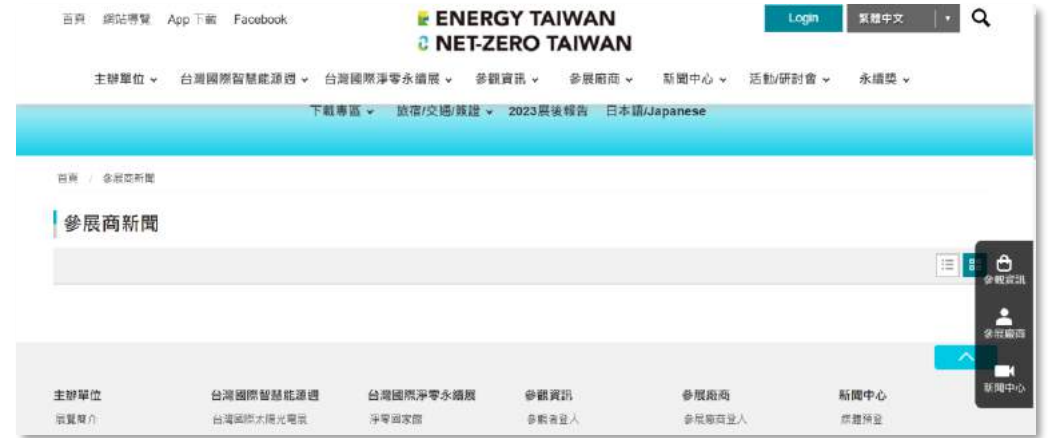 首頁 網站導覽 App 下載 Facebook
ENERGY TAIWAN
NET-ZERO TAIWAN
Login 繁體中文
主辦單位 台灣國際智慧能源週 台灣國際淨零永續展 參觀資訊 參展廠商 新聞中心 活動/研討會 永續獎
下載專區 旅宿/交通/簽證 2023展後報告 日本語/Japanese
首頁 / 參展商新聞
參展商新聞
參觀資訊
參展廠商
新聞中心
主辦單位 台灣國際智慧能源週 台灣國際淨零永續展 參觀資訊 參展廠商 新聞中心
展覽簡介 台灣國際太陽光電展 淨零國家館 參觀者登入 參展廠商登入 媒體預登